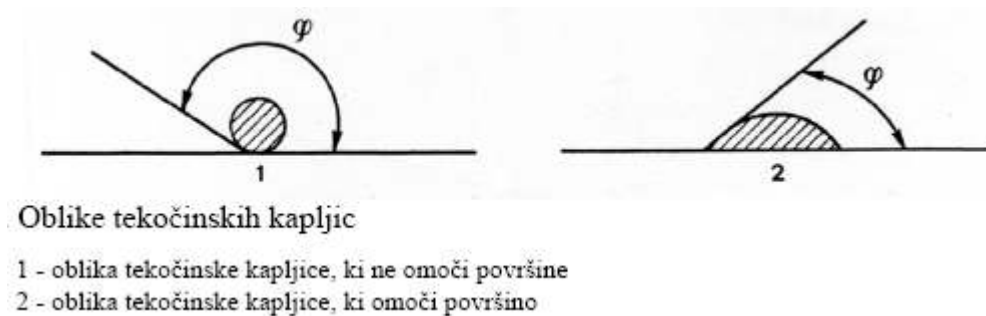 φ
φ
1
2
Oblike tekočinskih kapljic
1 - oblika tekočinske kapljice, ki ne omoči površine
2 - oblika tekočinske kapljice, ki omoči površino